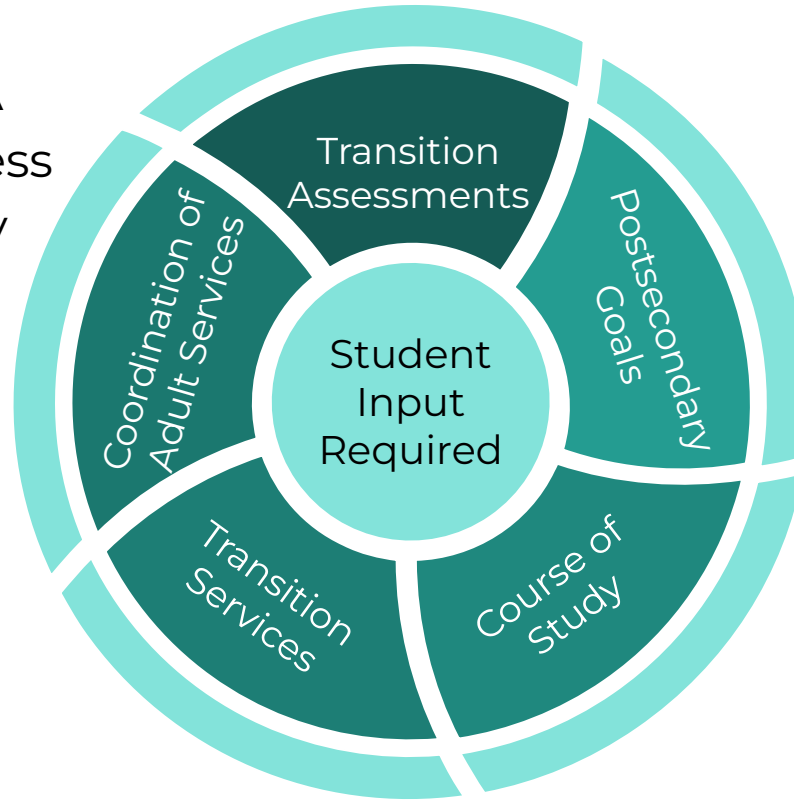 Transition
Assessments
Postsecondary
Goals
Course of
Study
Transition
Services
Coordination of
Adult Services
Student
Input
Required